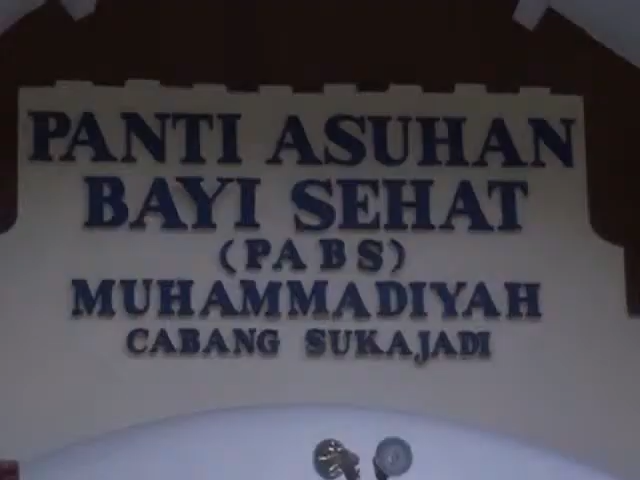 PANTI ASUHAN
BAYI SEHAT
(PABS)
MUHAMMADIYAH
CABANG SUKAJADI